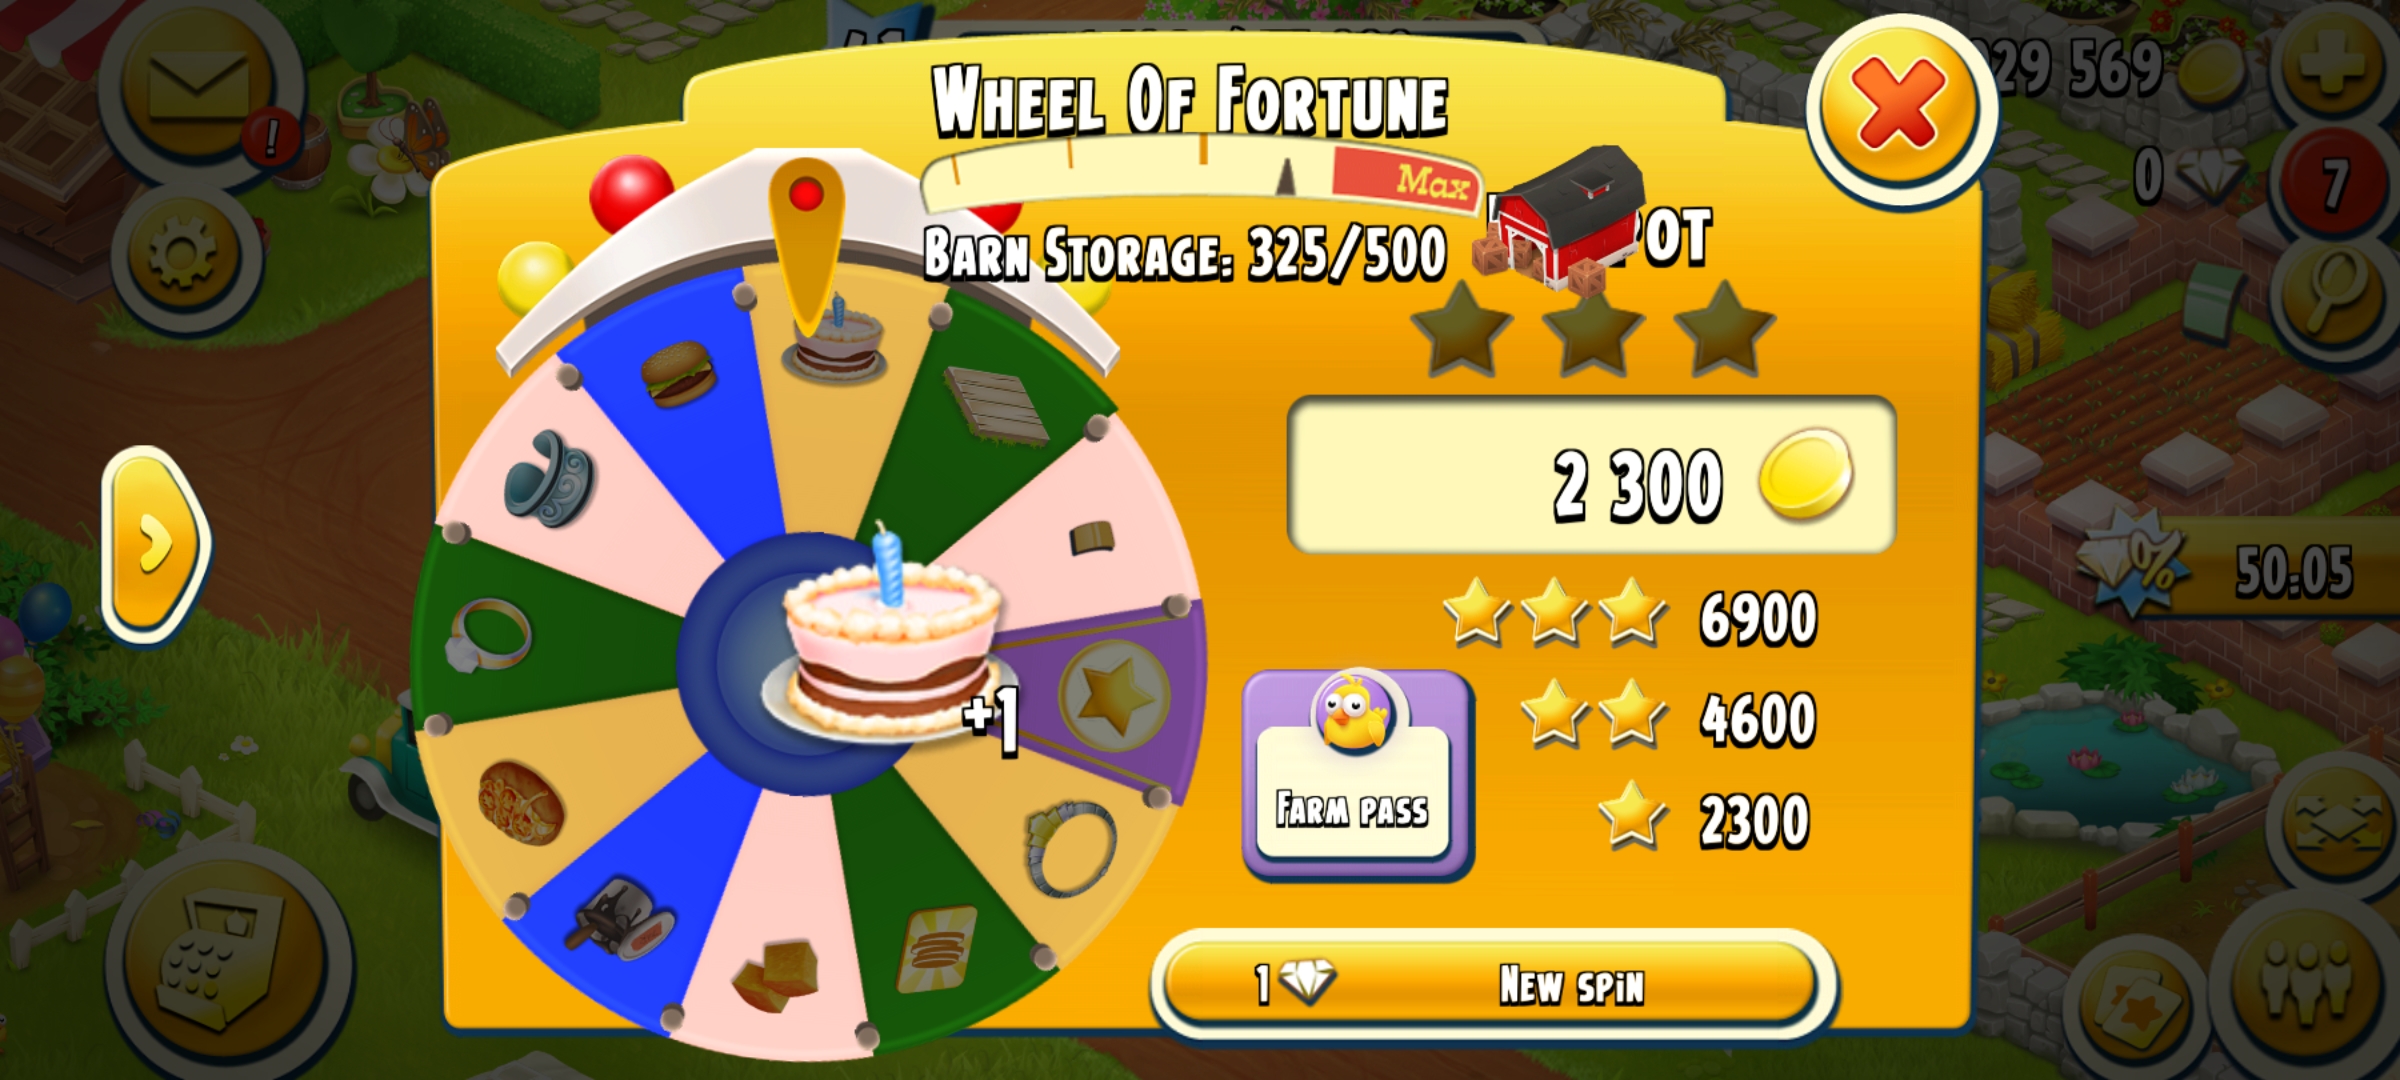 Wheel Of Fortune
29 569
Max
0
7
Barn Storage: 325/500
POT
2 300
6900
50:05
+1
4600
Farm pass
2300
1
New spin